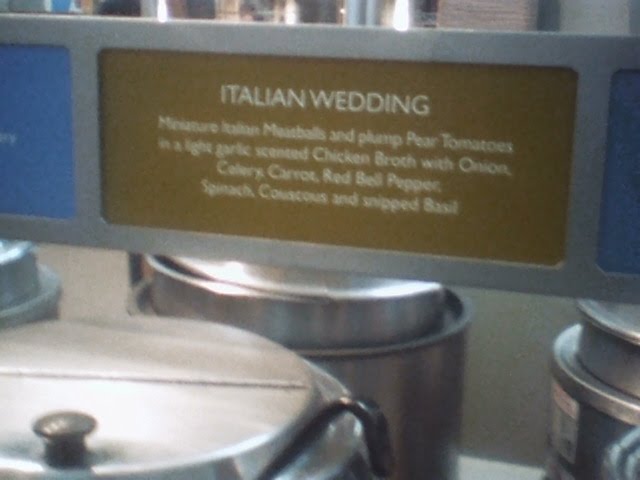 ITALIAN WEDDING
Miniature Italian Meatballs and plump Pear Tomatoes
in a light garlic scented Chicken Broth with Onion,
Celery, Carrot, Red Bell Pepper,
Spinach, Couscous and snipped Basil